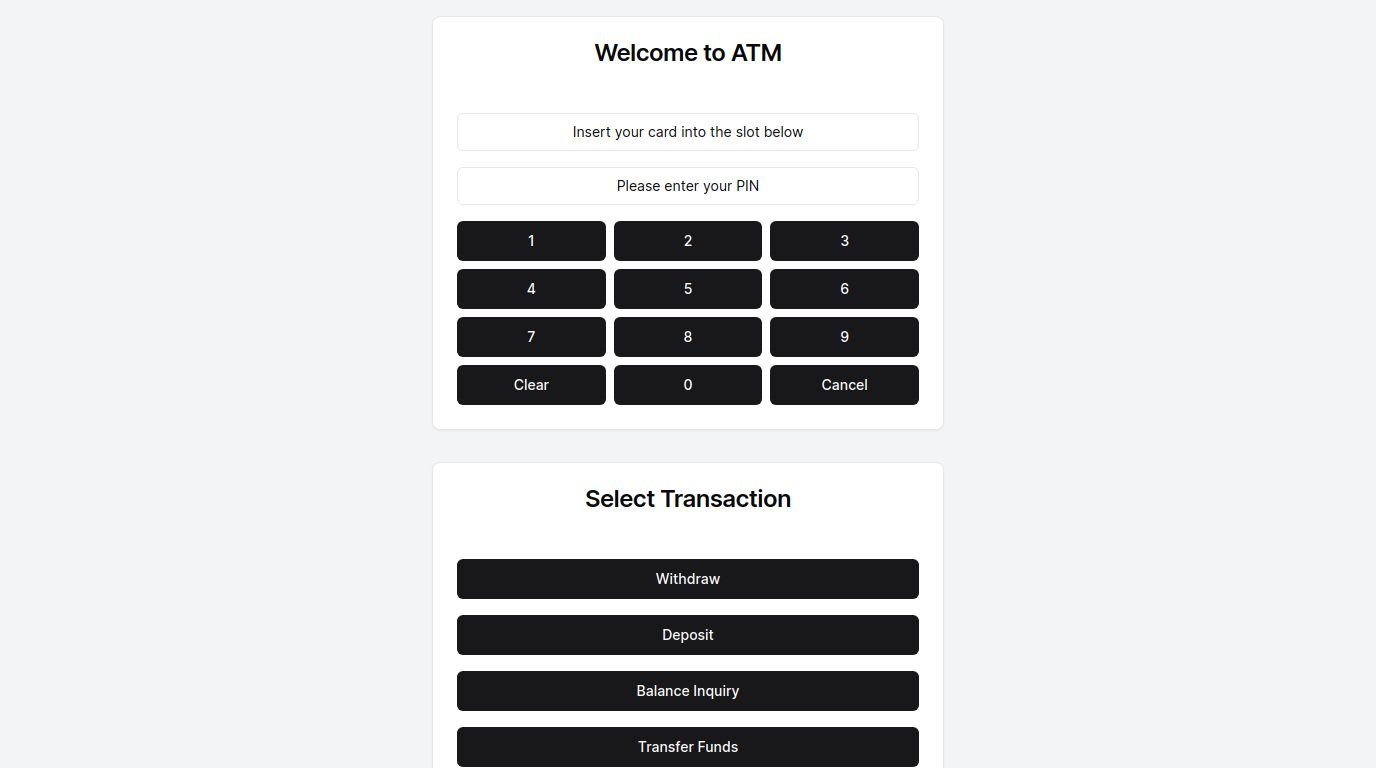 Welcome to ATM
Insert your card into the slot below
Please enter your PIN
1 2 3
4 5 6
7 8 9
Clear 0 Cancel
Select Transaction
Withdraw
Deposit
Balance Inquiry
Transfer Funds